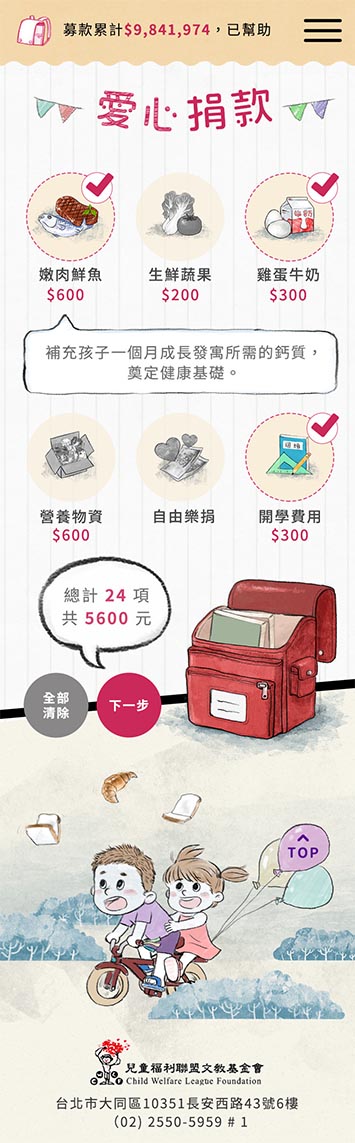 募款累計$9,841,974，已幫助
愛心捐款
嫩肉鮮魚 生鮮蔬果 雞蛋牛奶
$600 $200 $300
補充孩子一個月成長發寓所需的鈣質，
奠定健康基礎。
營養物資 自由樂捐 開學費用
$600 $300
總計 24 項
共 5600 元
全部
清除
下一步
TOP
兒童福利聯盟文教基金會
Child Welfare League Foundation
台北市大同區10351長安西路43號6樓
(02) 2550-5959 # 1